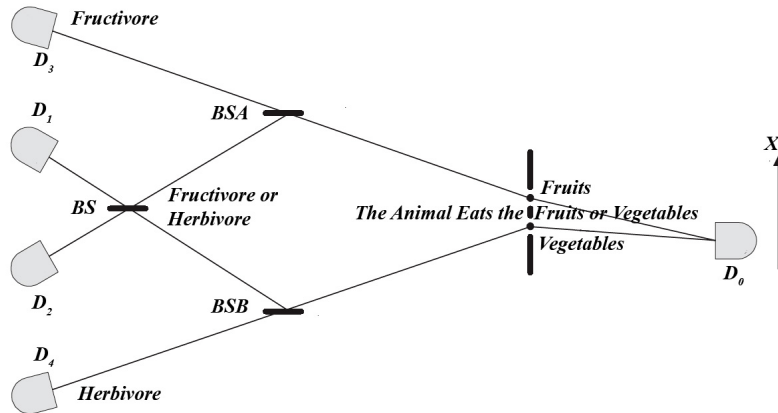 Fructivore
D3
D1
BSA
X
BS
Fructivore or
Herbivore
Fruits
The Animal Eats the Fruits or Vegetables
Vegetables
D0
D2
BSB
D4
Herbivore